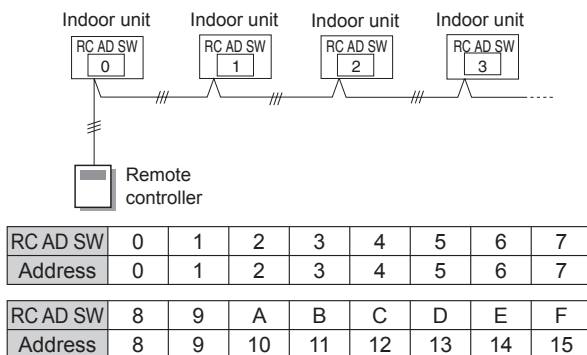 Indoor unit Indoor unit Indoor unit Indoor unit
RC AD SW RC AD SW RC AD SW RC AD SW
0 1 2 3
Remote
controller
RC AD SW 0 1 2 3 4 5 6 7
Address 0 1 2 3 4 5 6 7
RC AD SW 8 9 A B C D E F
Address 8 9 10 11 12 13 14 15